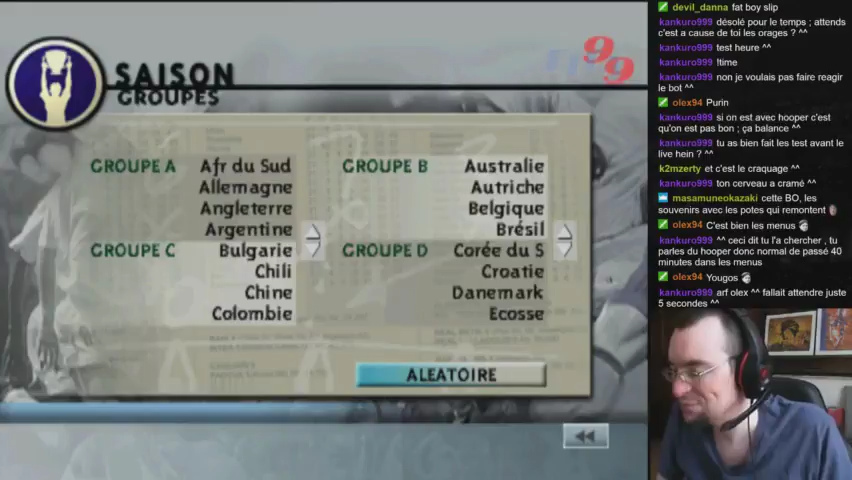 99
SAISON
GROUPES
GROUPE A
Afr du Sud
Allemagne
Angleterre
Argentine
GROUPE B
Australie
Autriche
Belgique
Brésil
GROUPE C
Bulgarie
Chili
Chine
Colombie
GROUPE D
Corée du S
Croatie
Danemark
Ecosse
ALEATOIRE
devil_danna fat boy slip
kankuro999 désolé pour le temps ; attends
c'est a cause de toi les orages ? ^^
kankuro999 test heure ^^
kankuro999 !time
kankuro999 non je voulais pas faire reagir
le bot ^^
olex94 Purin
kankuro999 si on est avec hooper c'est
qu'on est pas bon ; ça balance ^^
kankuro999 tu as bien fait les test avant le
live hein ? ^^
k2mzerty et c'est le craquage ^^
kankuro999 ton cerveau a cramé ^^
masamuneokazaki cette BO, les
souvenirs avec les potes qui remontent
olex94 C'est bien les menus
kankuro999 ^^ ceci dit tu l'a chercher , tu
parles du hooper donc normal de passé 40
minutes dans les menus
olex94 Yougos
kankuro999 arf olex ^^ fallait attendre juste
5 secondes ^^